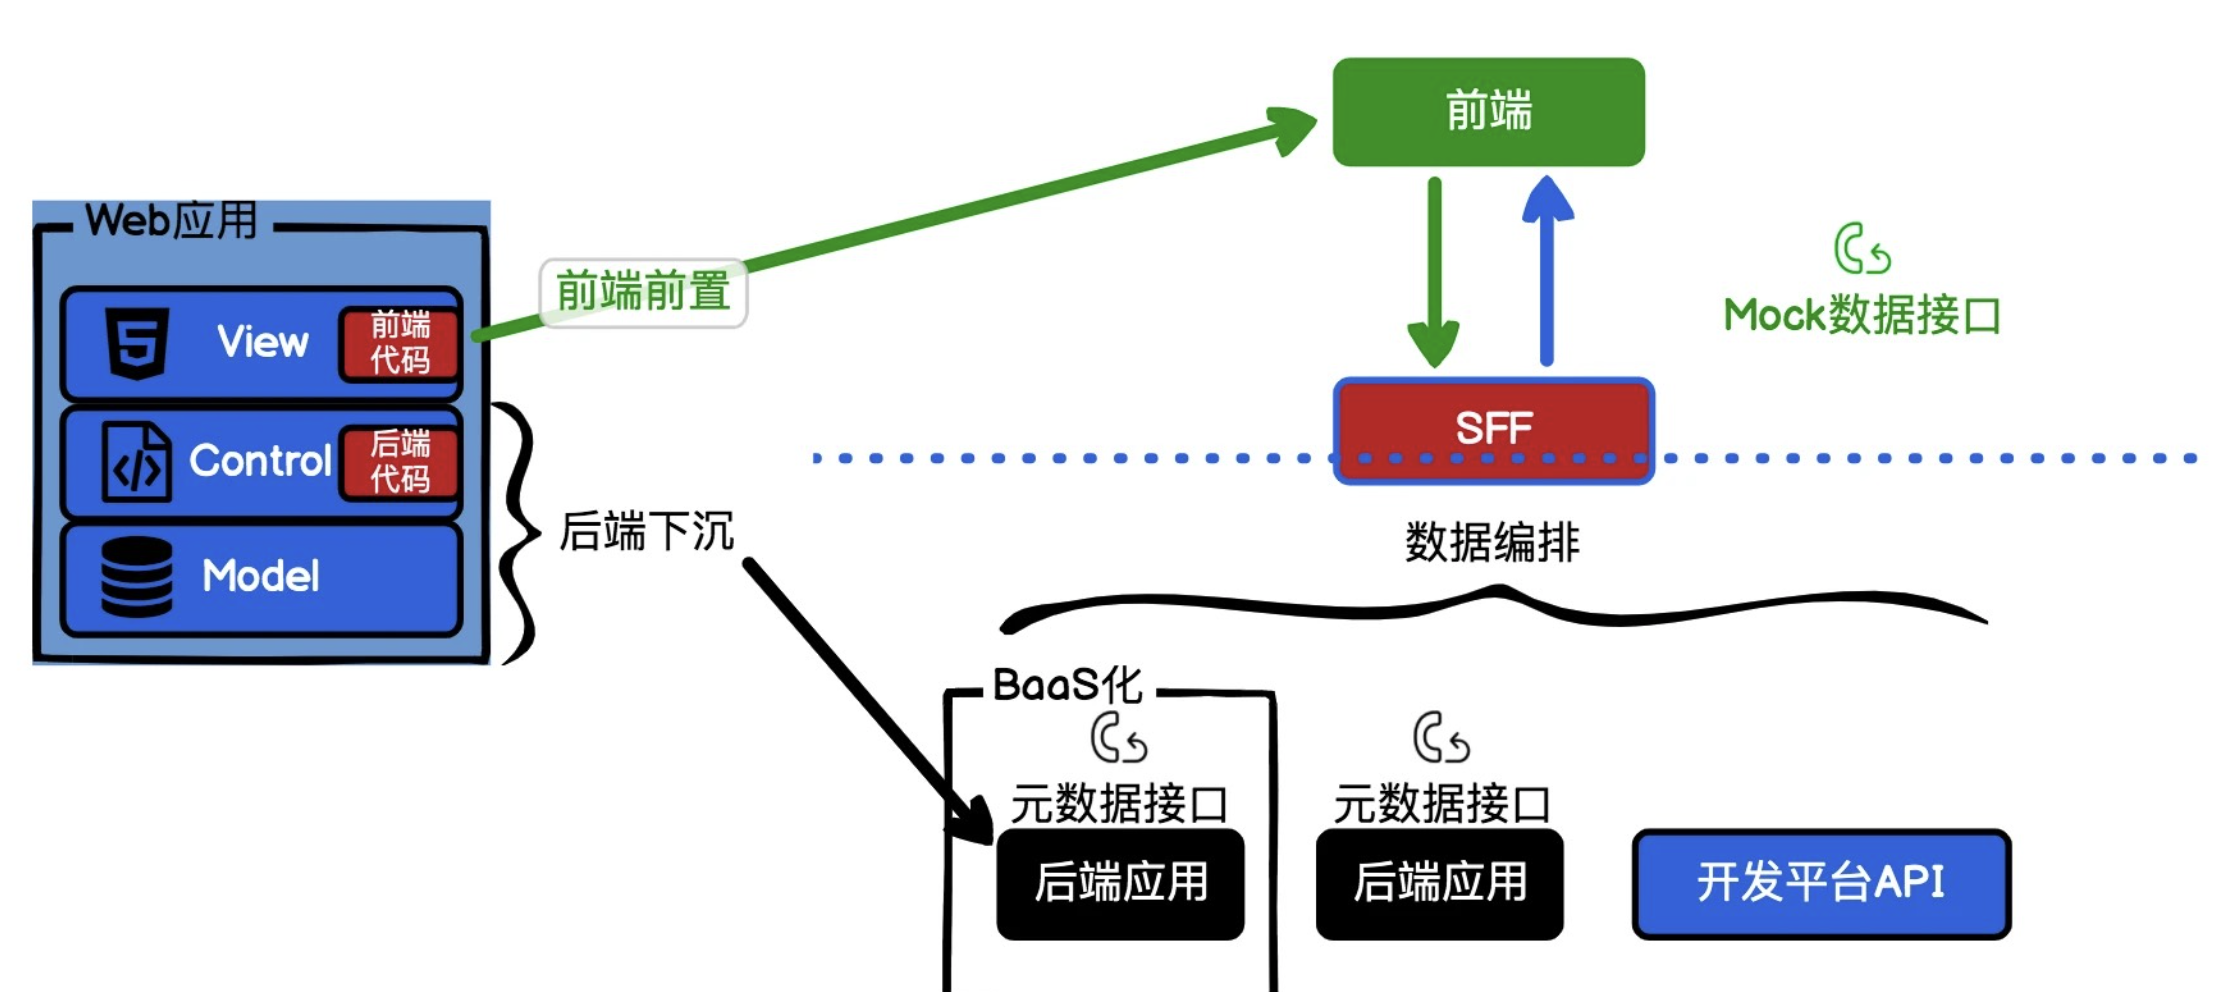 前端
Web应用
前端前置
Mock数据接口
View
前端
代码
SFF
Control
后端
代码
后端下沉
数据编排
Model
BaaS化
元数据接口
元数据接口
后端应用
后端应用
开发平台API